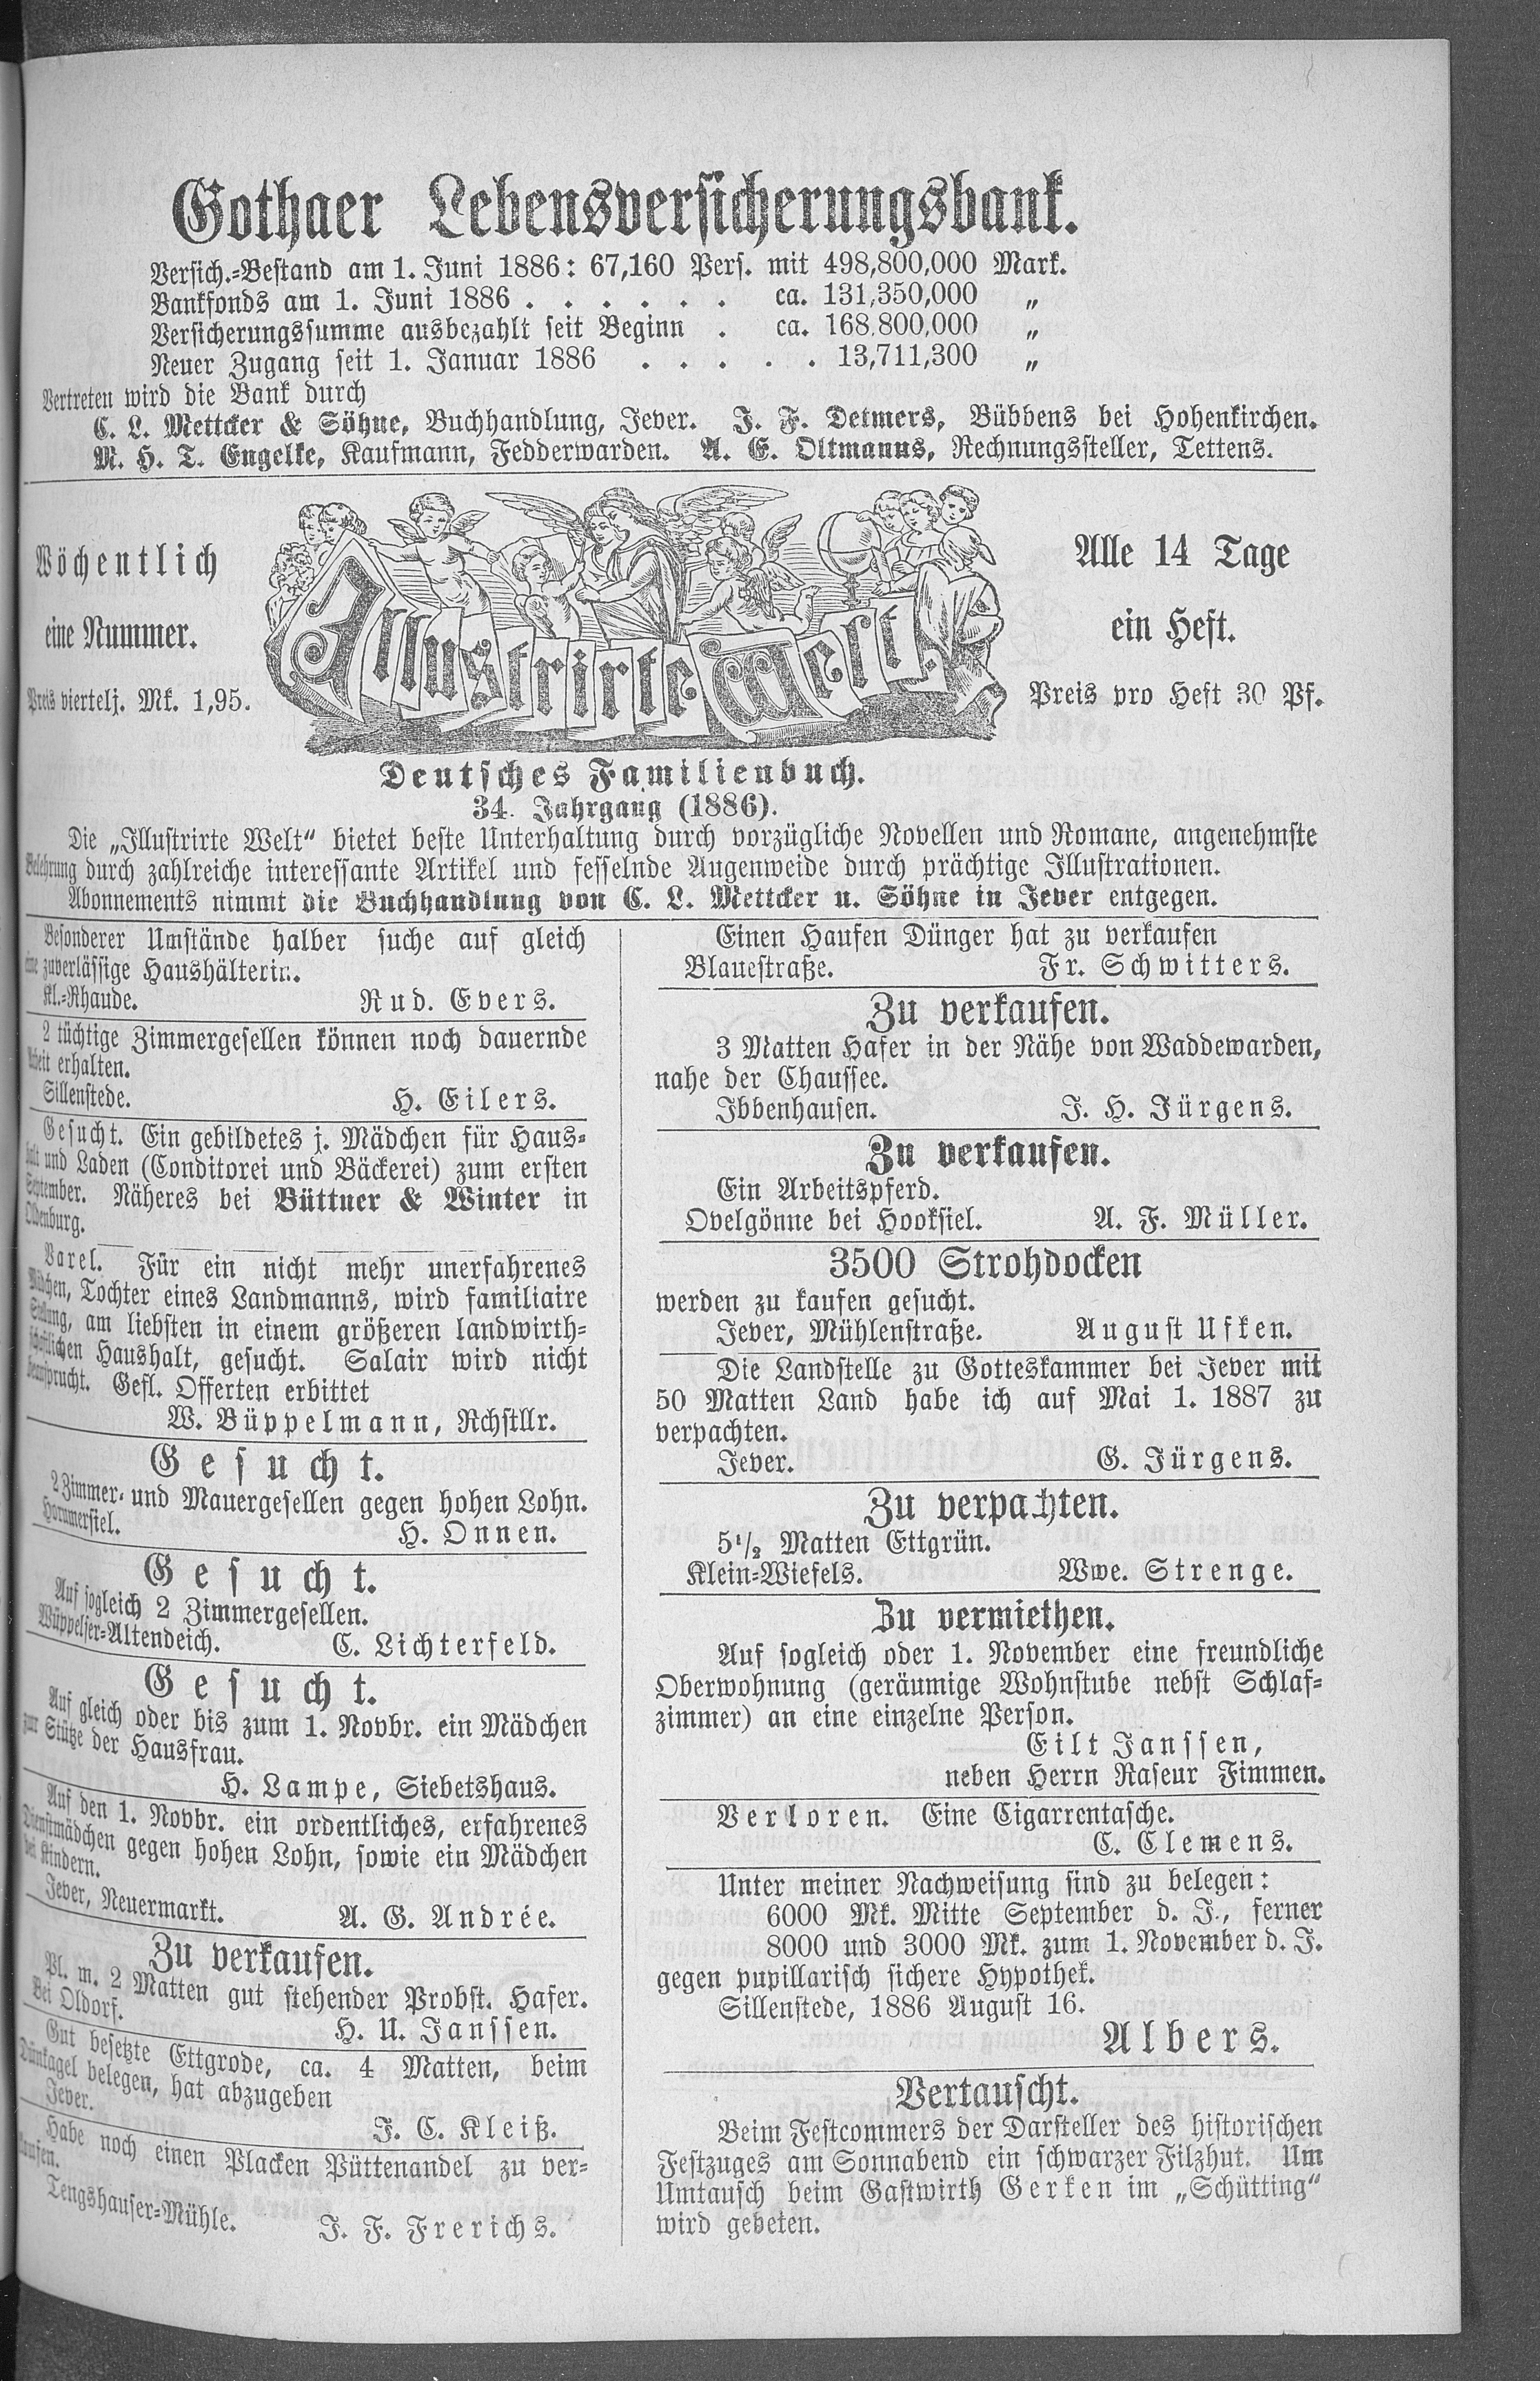 Gothaer Lebensversicherungsbank.
Versich.-Bestand am 1. Juni 1886: 67,160 Pers. mit 498,800,000 Mark.
Bankfonds am 1. Juni 1886 . . . . . . ca. 131,350,000 „
Versicherungssumme ausbezahlt seit Beginn . ca. 168,800,000 „
Neuer Zugang seit 1. Januar 1886 . . . . . 13,711,300 „
Vertreten wird die Bank durch
C. L. Mettcker & Söhne, Buchhandlung, Jever. J. F. Detmers, Bübbens bei Hohenkirchen.
M. H. T. Engelke, Kaufmann, Fedderwarden. A. E. Oltmanns, Rechnungssteller, Tettens.
Wöchentlich
eine Nummer.
Preis viertelj. Mk. 1,95.
Illustrirte Welt.
Alle 14 Tage
ein Heft.
Preis pro Heft 30 Pf.
Deutsches Familienbuch.
34. Jahrgang (1886).
Die „Illustrirte Welt“ bietet beste Unterhaltung durch vorzügliche Novellen und Romane, angenehmste
Belehrung durch zahlreiche interessante Artikel und fesselnde Augenweide durch prächtige Illustrationen.
Abonnements nimmt die Buchhandlung von C. L. Mettcker u. Söhne in Jever entgegen.
Besonderer Umstände halber suche auf gleich
eine zuverlässige Haushälterin.
Kl.-Rhaude. Rud. Evers.
2 tüchtige Zimmergesellen können noch dauernde
Arbeit erhalten.
Sillenstede. H. Eilers.
Gesucht. Ein gebildetes j. Mädchen für Haus-
halt und Laden (Conditorei und Bäckerei) zum ersten
September. Näheres bei Büttner & Winter in
Oldenburg.
Varel. Für ein nicht mehr unerfahrenes
Mädchen, Tochter eines Landmanns, wird familiaire
Stellung, am liebsten in einem größeren landwirth-
schaftlichen Haushalt, gesucht. Salair wird nicht
beansprucht. Gefl. Offerten erbittet
W. Büppelmann, Rchstllr.
Gesucht.
2 Zimmer- und Mauergesellen gegen hohen Lohn.
Horumersiel. H. Onnen.
Gesucht.
Auf sogleich 2 Zimmergesellen.
Wüppelser-Altendeich. C. Lichterfeld.
Gesucht.
Auf gleich oder bis zum 1. Novbr. ein Mädchen
zur Stütze der Hausfrau.
H. Lampe, Siebetshaus.
Auf den 1. Novbr. ein ordentliches, erfahrenes
Dienstmädchen gegen hohen Lohn, sowie ein Mädchen
bei Kindern.
Jever, Neuermarkt. A. G. Andrée.
Zu verkaufen.
Pl. m. 2 Matten gut stehender Probst. Hafer.
Bei Oldorf. H. U. Janssen.
Gut besetzte Ettgrode, ca. 4 Matten, beim
Dünkagel belegen, hat abzugeben
Jever. J. C. Kleiß.
Habe noch einen Placken Püttenandel zu ver-
kaufen.
Tengshauser-Mühle. J. F. Frerichs.
Einen Haufen Dünger hat zu verkaufen
Blauestraße. Fr. Schwitters.
Zu verkaufen.
3 Matten Hafer in der Nähe von Waddewarden,
nahe der Chaussee.
Ibbenhausen. J. H. Jürgens.
Zu verkaufen.
Ein Arbeitspferd.
Ovelgönne bei Hooksiel. A. F. Müller.
3500 Strohdocken
werden zu kaufen gesucht.
Jever, Mühlenstraße. August Ufken.
Die Landstelle zu Gotteskammer bei Jever mit
50 Matten Land habe ich auf Mai 1. 1887 zu
verpachten.
Jever. G. Jürgens.
Zu verpachten.
5½ Matten Ettgrün.
Klein-Wiefels. Wwe. Strenge.
Zu vermiethen.
Auf sogleich oder 1. November eine freundliche
Oberwohnung (geräumige Wohnstube nebst Schlaf-
zimmer) an eine einzelne Person.
Eilt Janssen,
neben Herrn Raseur Fimmen.
Verloren. Eine Cigarrentasche.
C. Clemens.
Unter meiner Nachweisung sind zu belegen:
6000 Mk. Mitte September d. J., ferner
8000 und 3000 Mk. zum 1. November d. J.
gegen pupillarisch sichere Hypothek.
Sillenstede, 1886 August 16.
Albers.
Vertauscht.
Beim Festcommers der Darsteller des historischen
Festzuges am Sonnabend ein schwarzer Filzhut. Um
Umtausch beim Gastwirth Gerken im „Schütting“
wird gebeten.